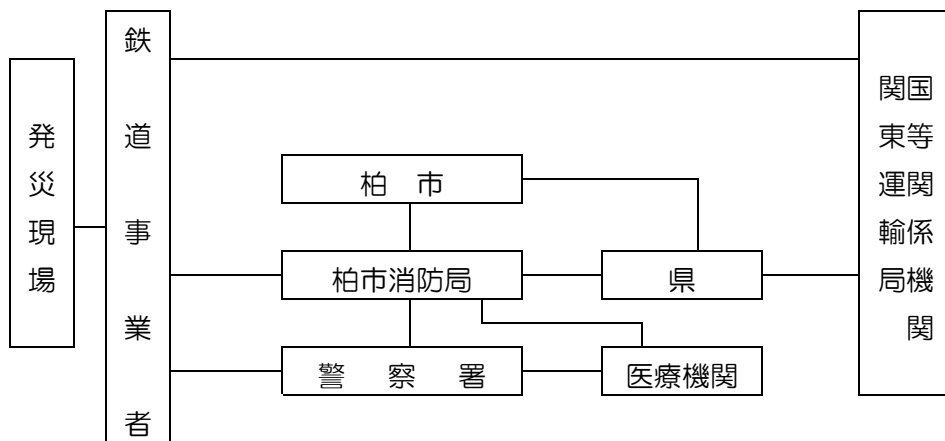 発災現場
鉄道事業者
柏市
柏市消防局
警察署
県
医療機関
国等関係機関
関東運輸局